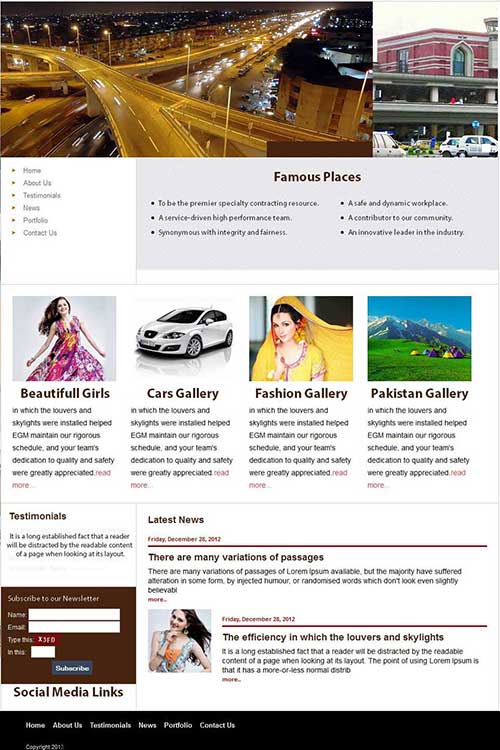 Home
About Us
Testimonials
News
Portfolio
Contact Us
Famous Places
To be the premier specialty contracting resource.
A service-driven high performance team.
Synonymous with integrity and fairness.
A safe and dynamic workplace.
A contributor to our community.
An innovative leader in the industry.
Beautifull Girls
in which the louvers and
skylights were installed helped
EGM maintain our rigorous
schedule, and your team's
dedication to quality and safety
were greatly appreciated.read
more...
Cars Gallery
in which the louvers and
skylights were installed helped
EGM maintain our rigorous
schedule, and your team's
dedication to quality and safety
were greatly appreciated.read
more...
Fashion Gallery
in which the louvers and
skylights were installed helped
EGM maintain our rigorous
schedule, and your team's
dedication to quality and safety
were greatly appreciated.read
more...
Pakistan Gallery
in which the louvers and
skylights were installed helped
EGM maintain our rigorous
schedule, and your team's
dedication to quality and safety
were greatly appreciated.read
more...
Testimonials
It is a long established fact that a reader
will be distracted by the readable content
of a page when looking at its layout.
Subscribe to our Newsletter
Name:
Email:
Type this: X3FD
In this:
Subscribe
Social Media Links
Latest News
Friday, December 28, 2012
There are many variations of passages
There are many variations of passages of Lorem Ipsum available, but the majority have suffered
alteration in some form, by injected humour, or randomised words which don't look even slightly
believabl
more..
Friday, December 28, 2012
The efficiency in which the louvers and skylights
It is a long established fact that a reader will be distracted by the readable
content of a page when looking at its layout. The point of using Lorem Ipsum is
that it has a more-or-less normal distrib
more..
Home About Us Testimonials News Portfolio Contact Us
Copyright 2013